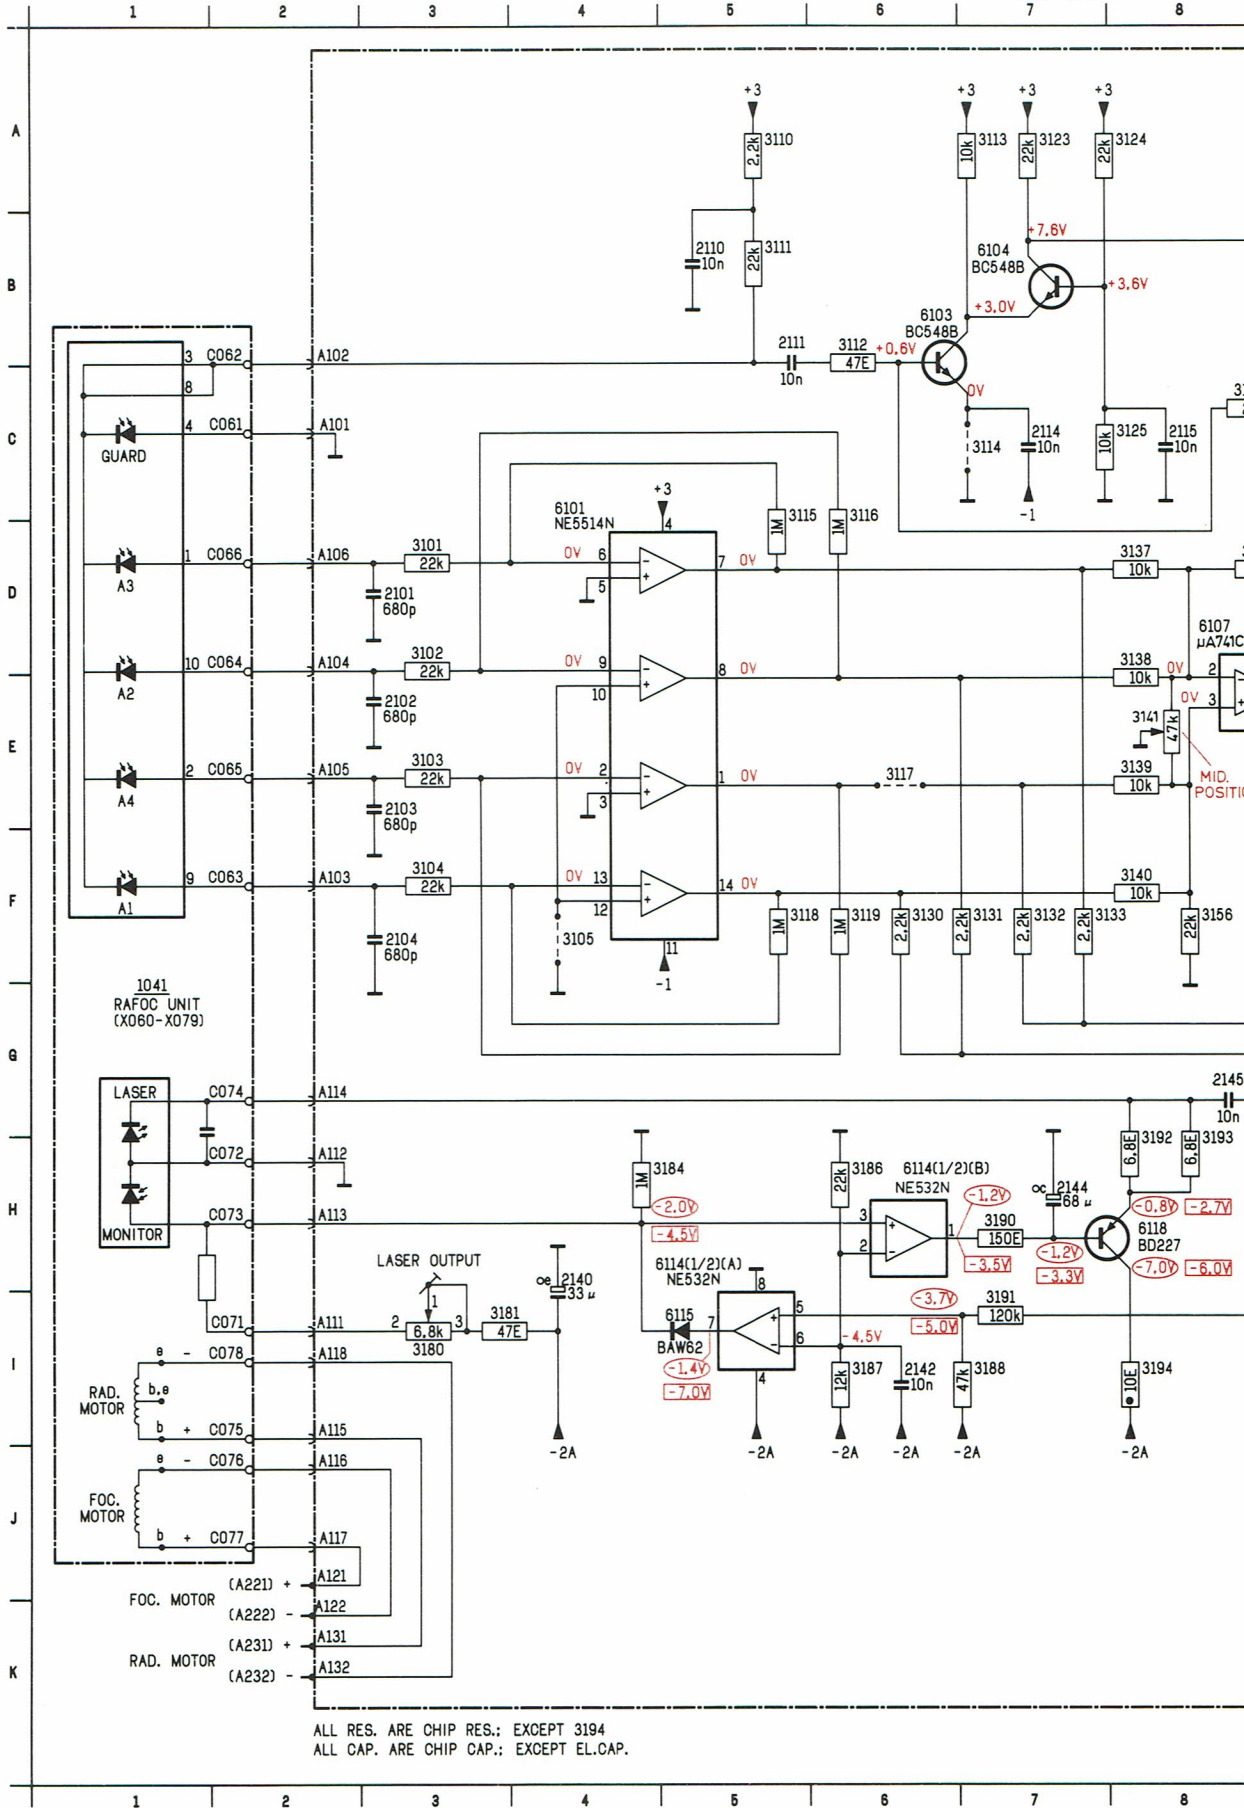 1 2 3 4 5 6 7 8
A
+3 +3 +3
2.2k 3110
10k 3113
22k 3123
22k 3124
B
2110
10n
22k 3111
+7.6V
6104
BC548B
+3.6V
+3.0V
6103
BC548B
3 C062 A102
2111
10n
3112
47E
+0.6V
8
0V
C
4 C061 A101
GUARD
3114
2114
10n
-1
10k 3125
2115
10n
+3
4
6101
NE5514N
1M 3115
1M 3116
D
1 C066 A106
A3
3101
22k
2101
680p
0V 6 - 7 0V
5 +
3137
10k
6107
µA741C
10 C064 A104
A2
3102
22k
2102
680p
0V 9 - 8 0V
10 +
3138
10k
0V 2 -
0V 3 +
E
3141
47k
MID.
2 C065 A105
A4
3103
22k
2103
680p
0V 2 - 1 0V
3 +
3117
3139
10k
F
9 C063 A103
A1
3104
22k
2104
680p
0V 13 - 14 0V
12 +
3105
11
-1
3140
10k
1M 3118
1M 3119
2.2k 3130
2.2k 3131
2.2k 3132
2.2k 3133
22k 3156
1041
RAFOC UNIT
(X060-X079)
G
LASER C074 A114
2145
10n
C072 A112
6.8E 3192
6.8E 3193
H
MONITOR C073 A113
1M 3184
-2.0V
-4.5V
22k 3186
6114(1/2)(B)
NE532N
3 +
2 -
1
-1.2V
-3.5V
3190
150E
2144
68 µ
-1.2V
-3.3V
-0.8V -2.7V
6118
BD227
-7.0V -6.0V
LASER OUTPUT
1
2 6.8k 3
3180
3181
47E
2140
33 µ
6114(1/2)(A)
NE532N
8
7
5 +
6 -
4
6115
BAW62
-1.4V
-7.0V
-3.7V
-5.0V
-4.5V
3191
120k
12k 3187
2142
10n
47k 3188
10E 3194
I
C071 A111
e - C078 A118
RAD.
MOTOR
b,e
b + C075 A115
-2A -2A -2A -2A -2A -2A
J
e - C076 A116
FOC.
MOTOR
b + C077 A117
K
FOC. MOTOR
(A221) + A121
(A222) - A122
RAD. MOTOR
(A231) + A131
(A232) - A132
ALL RES. ARE CHIP RES.; EXCEPT 3194
ALL CAP. ARE CHIP CAP.; EXCEPT EL.CAP.
1 2 3 4 5 6 7 8